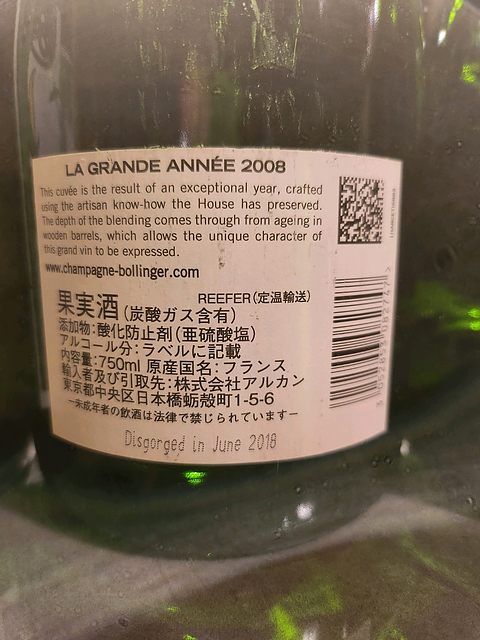 LA GRANDE ANNÉE 2008
This cuvée is the result of an exceptional year, crafted
using the artisan know-how the House has preserved.
The depth of the blending comes through from ageing in
wooden barrels, which allows the unique character of
this grand vin to be expressed.
www.champagne-bollinger.com
REEFER(定温輸送)
果実酒(炭酸ガス含有)
添加物:酸化防止剤(亜硫酸塩)
アルコール分:ラベルに記載
内容量:750ml 原産国名:フランス
輸入者及び引取先:株式会社アルカン
東京都中央区日本橋蛎殻町1-5-6
−未成年者の飲酒は法律で禁じられています−
Disgorged in June 2018